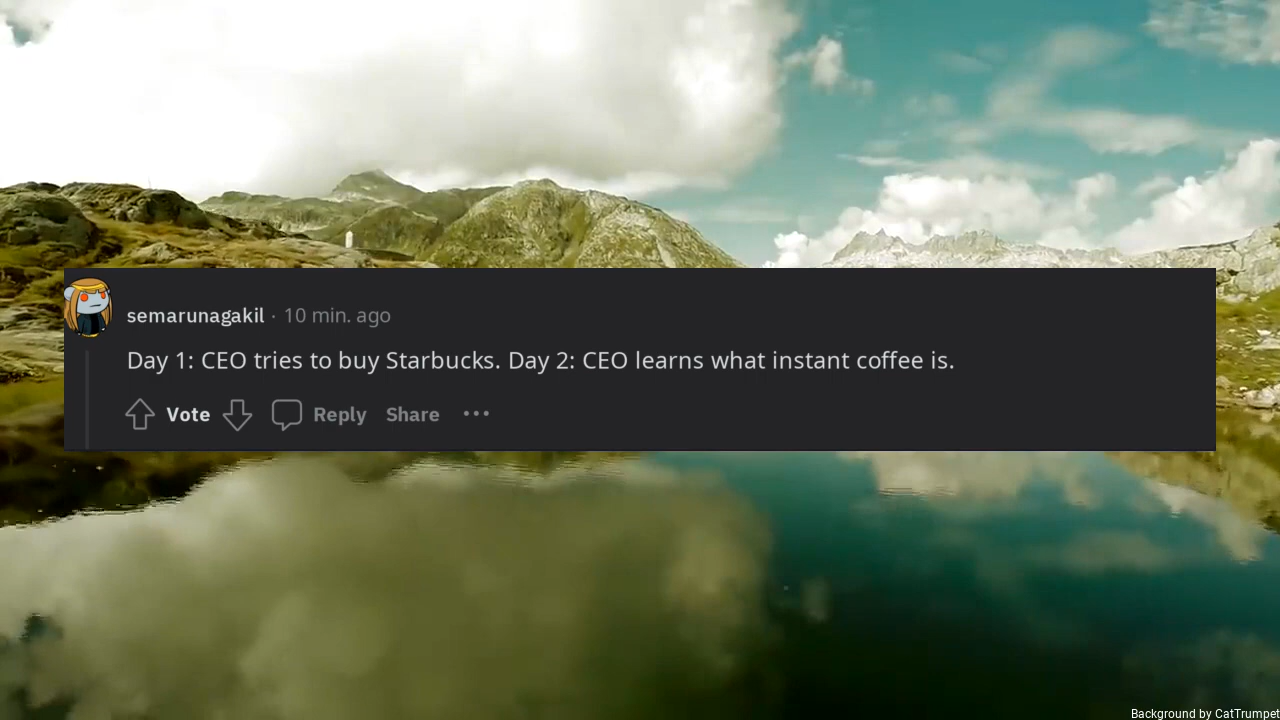 semarunagakil · 10 min. ago
Day 1: CEO tries to buy Starbucks. Day 2: CEO learns what instant coffee is.
Vote Reply Share ...
Background by CatTrumpet